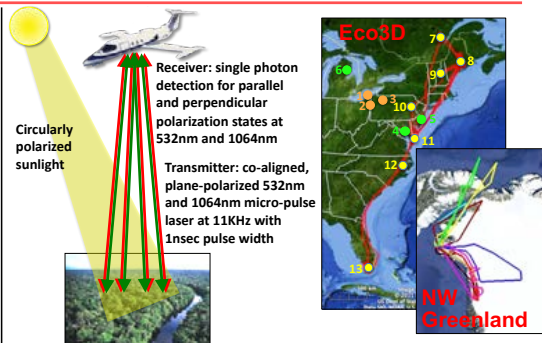 Receiver: single photon
detection for parallel
and perpendicular
polarization states at
532nm and 1064nm
Circularly
polarized
sunlight
Transmitter: co-aligned,
plane-polarized 532nm
and 1064nm micro-pulse
laser at 11KHz with
1nsec pulse width
Eco3D
7
8
6
9
1
2
3
10
5
4
11
12
13
NW
Greenland